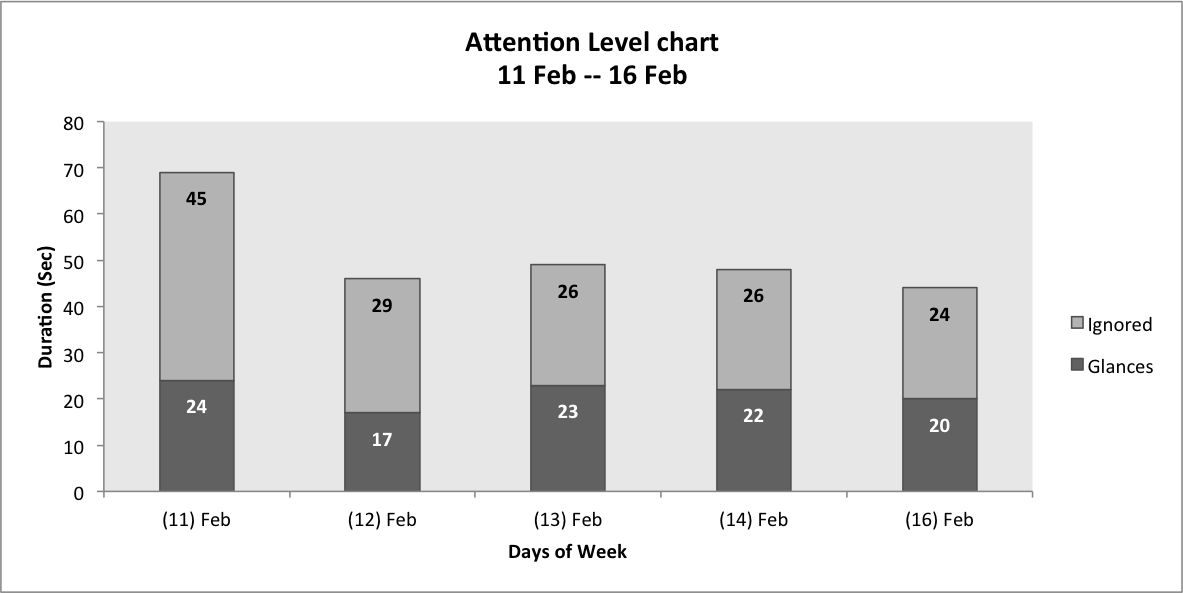 Attention Level chart
11 Feb -- 16 Feb
Duration (Sec)
80
70
60
50
40
30
20
10
0
45
29
26
26
24
24
17
23
22
20
(11) Feb
(12) Feb
(13) Feb
(14) Feb
(16) Feb
Days of Week
Ignored
Glances